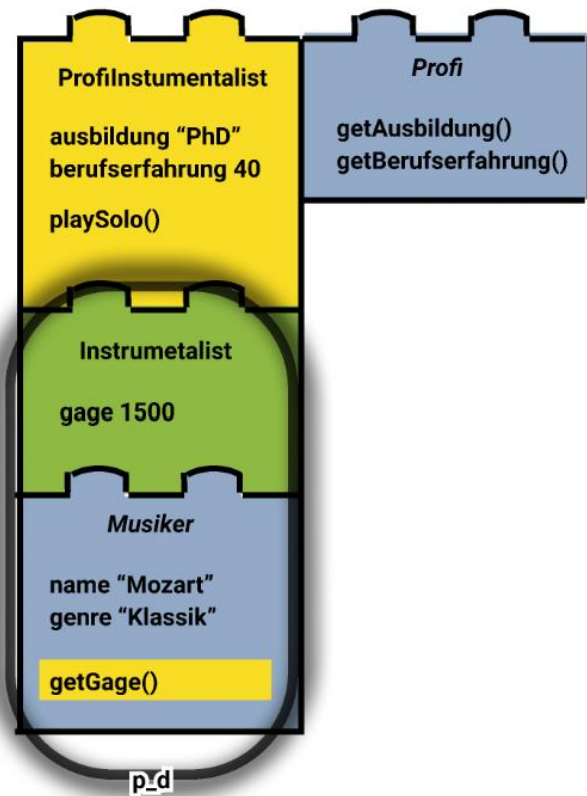 ProfiInstumentalist
ausbildung “PhD”
berufserfahrung 40
playSolo()
Profi
getAusbildung()
getBerufserfahrung()
Instrumetalist
gage 1500
Musiker
name “Mozart”
genre “Klassik”
getGage()
p_d